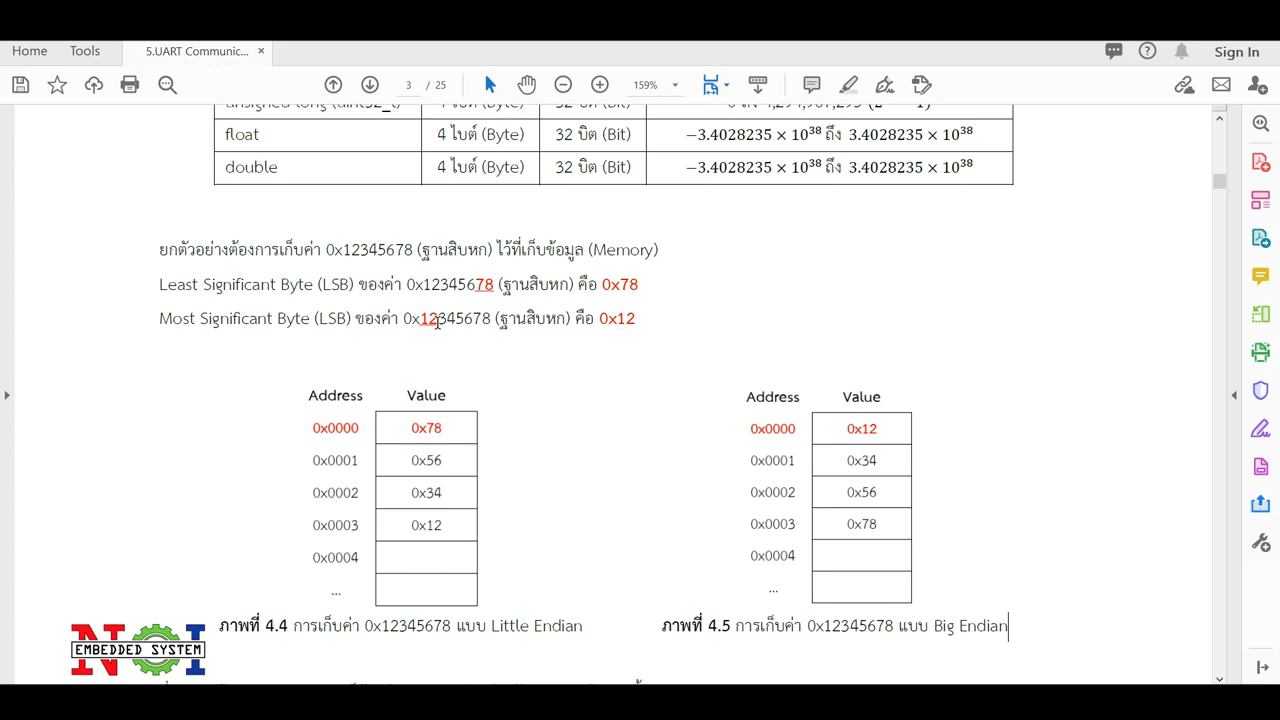 Home Tools 5.UART Communic... × Sign In
3 / 25 159%
float 4 ไบต์ (Byte) 32 บิต (Bit) −3.4028235 × 10³⁸ ถึง 3.4028235 × 10³⁸
double 4 ไบต์ (Byte) 32 บิต (Bit) −3.4028235 × 10³⁸ ถึง 3.4028235 × 10³⁸
ยกตัวอย่างต้องการเก็บค่า 0x12345678 (ฐานสิบหก) ไว้ที่เก็บข้อมูล (Memory)
Least Significant Byte (LSB) ของค่า 0x12345678 (ฐานสิบหก) คือ 0x78
Most Significant Byte (LSB) ของค่า 0x12345678 (ฐานสิบหก) คือ 0x12
Address Value
0x0000 0x78
0x0001 0x56
0x0002 0x34
0x0003 0x12
0x0004
...
ภาพที่ 4.4 การเก็บค่า 0x12345678 แบบ Little Endian
Address Value
0x0000 0x12
0x0001 0x34
0x0002 0x56
0x0003 0x78
0x0004
...
ภาพที่ 4.5 การเก็บค่า 0x12345678 แบบ Big Endian
EMBEDDED SYSTEM